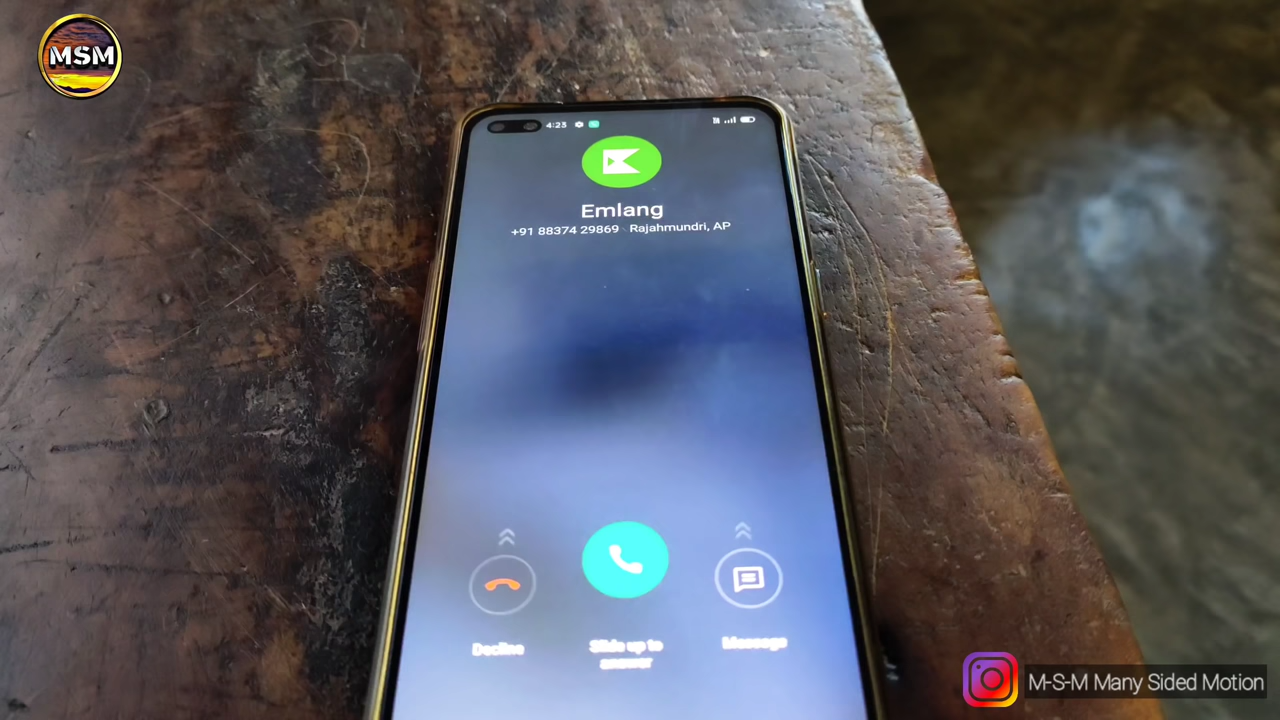 MSM
4:23
Emlang
+91 88374 29869 Rajahmundri, AP
Decline
Slide up to
answer
Message
M-S-M Many Sided Motion